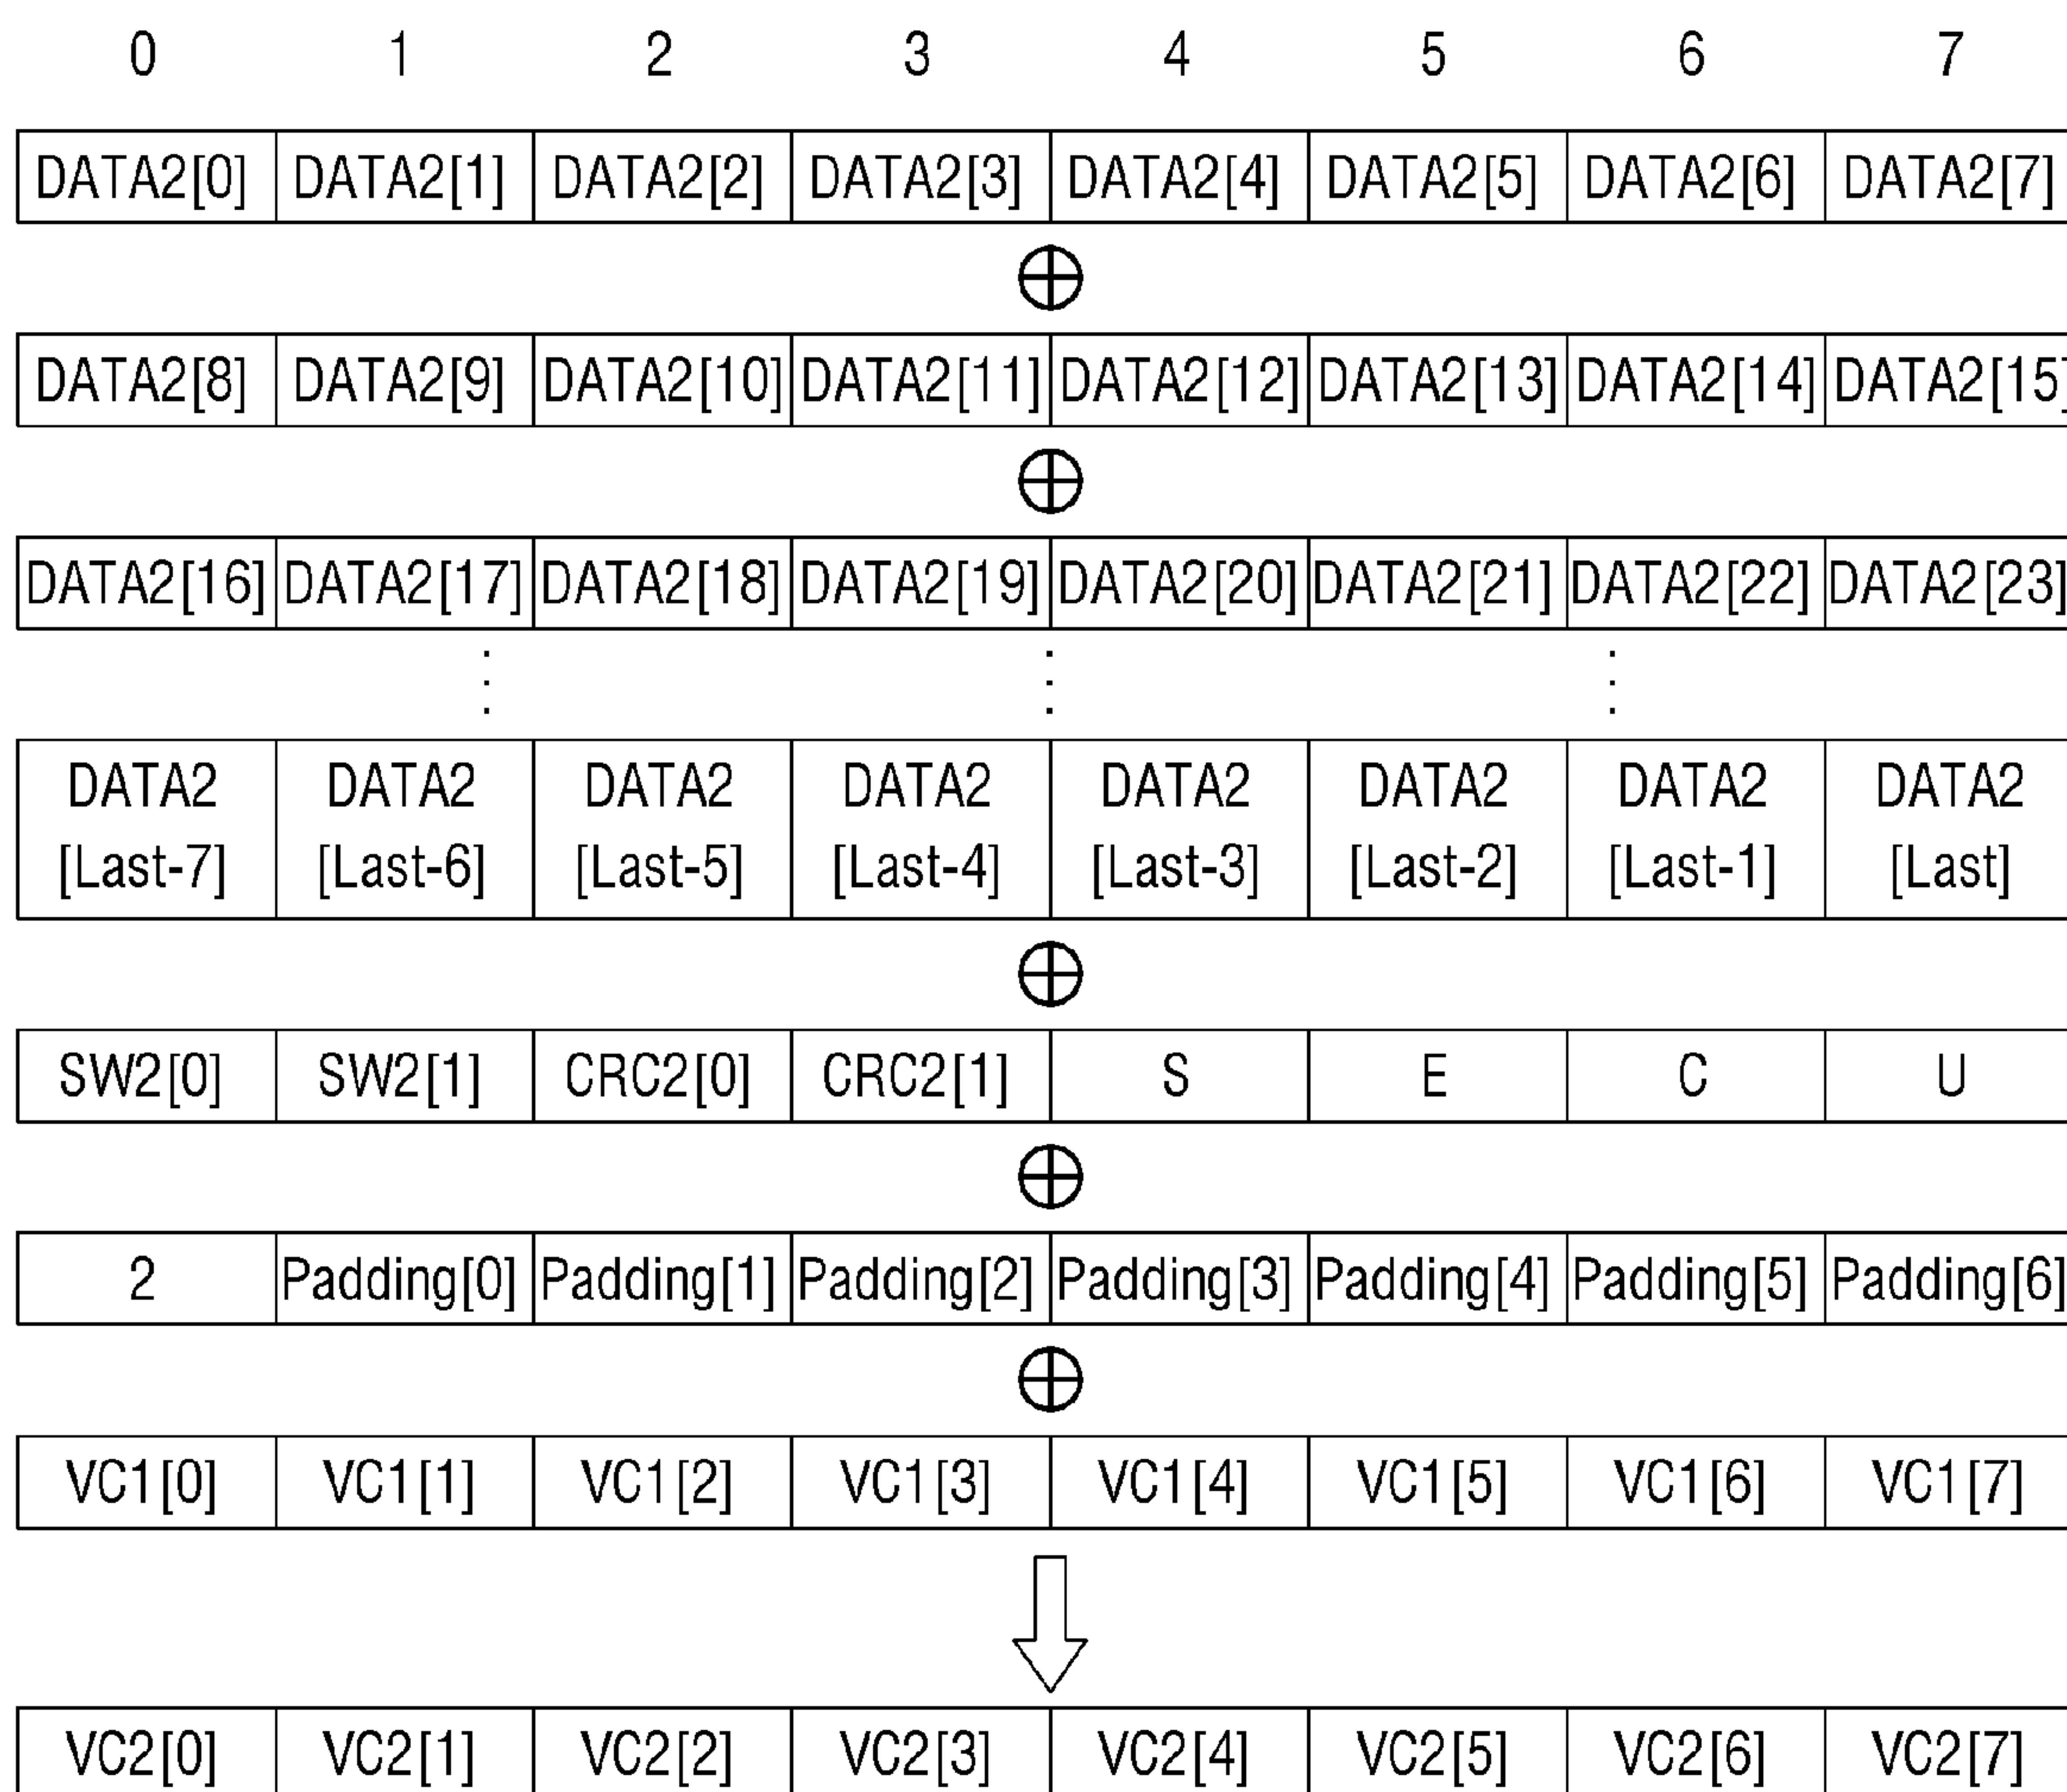 0 1 2 3 4 5 6 7
DATA2[0] DATA2[1] DATA2[2] DATA2[3] DATA2[4] DATA2[5] DATA2[6] DATA2[7]
⊕
DATA2[8] DATA2[9] DATA2[10] DATA2[11] DATA2[12] DATA2[13] DATA2[14] DATA2[15]
⊕
DATA2[16] DATA2[17] DATA2[18] DATA2[19] DATA2[20] DATA2[21] DATA2[22] DATA2[23]
DATA2 DATA2 DATA2 DATA2 DATA2 DATA2 DATA2 DATA2
[Last-7] [Last-6] [Last-5] [Last-4] [Last-3] [Last-2] [Last-1] [Last]
⊕
SW2[0] SW2[1] CRC2[0] CRC2[1] S E C U
⊕
2 Padding[0] Padding[1] Padding[2] Padding[3] Padding[4] Padding[5] Padding[6]
⊕
VC1[0] VC1[1] VC1[2] VC1[3] VC1[4] VC1[5] VC1[6] VC1[7]
VC2[0] VC2[1] VC2[2] VC2[3] VC2[4] VC2[5] VC2[6] VC2[7]